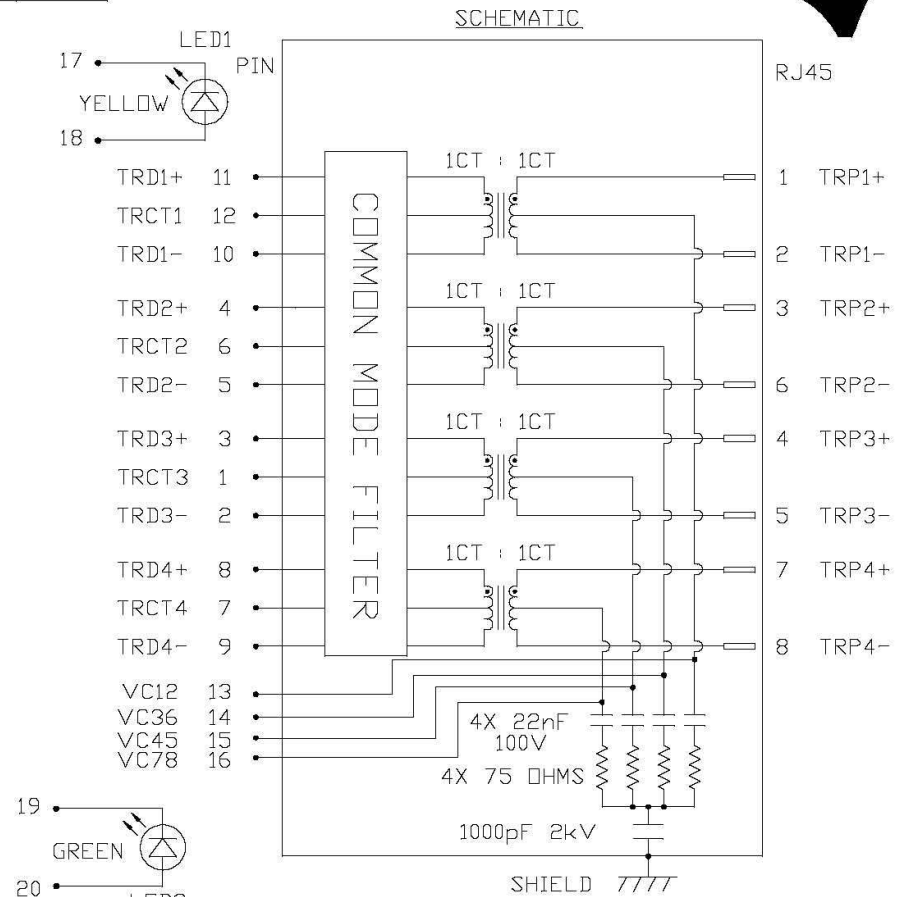 SCHEMATIC
LED1
17
PIN
RJ45
YELLOW
18
1CT : 1CT
TRD1+ 11 1 TRP1+
TRCT1 12
TRD1- 10 2 TRP1-
1CT : 1CT
TRD2+ 4 3 TRP2+
TRCT2 6
TRD2- 5 6 TRP2-
1CT : 1CT
TRD3+ 3 4 TRP3+
TRCT3 1
TRD3- 2 5 TRP3-
1CT : 1CT
TRD4+ 8 7 TRP4+
TRCT4 7
TRD4- 9 8 TRP4-
COMMON MODE FILTER
VC12 13
VC36 14
VC45 15
VC78 16
4X 22nF
100V
4X 75 OHMS
19
1000pF 2kV
GREEN
20
SHIELD